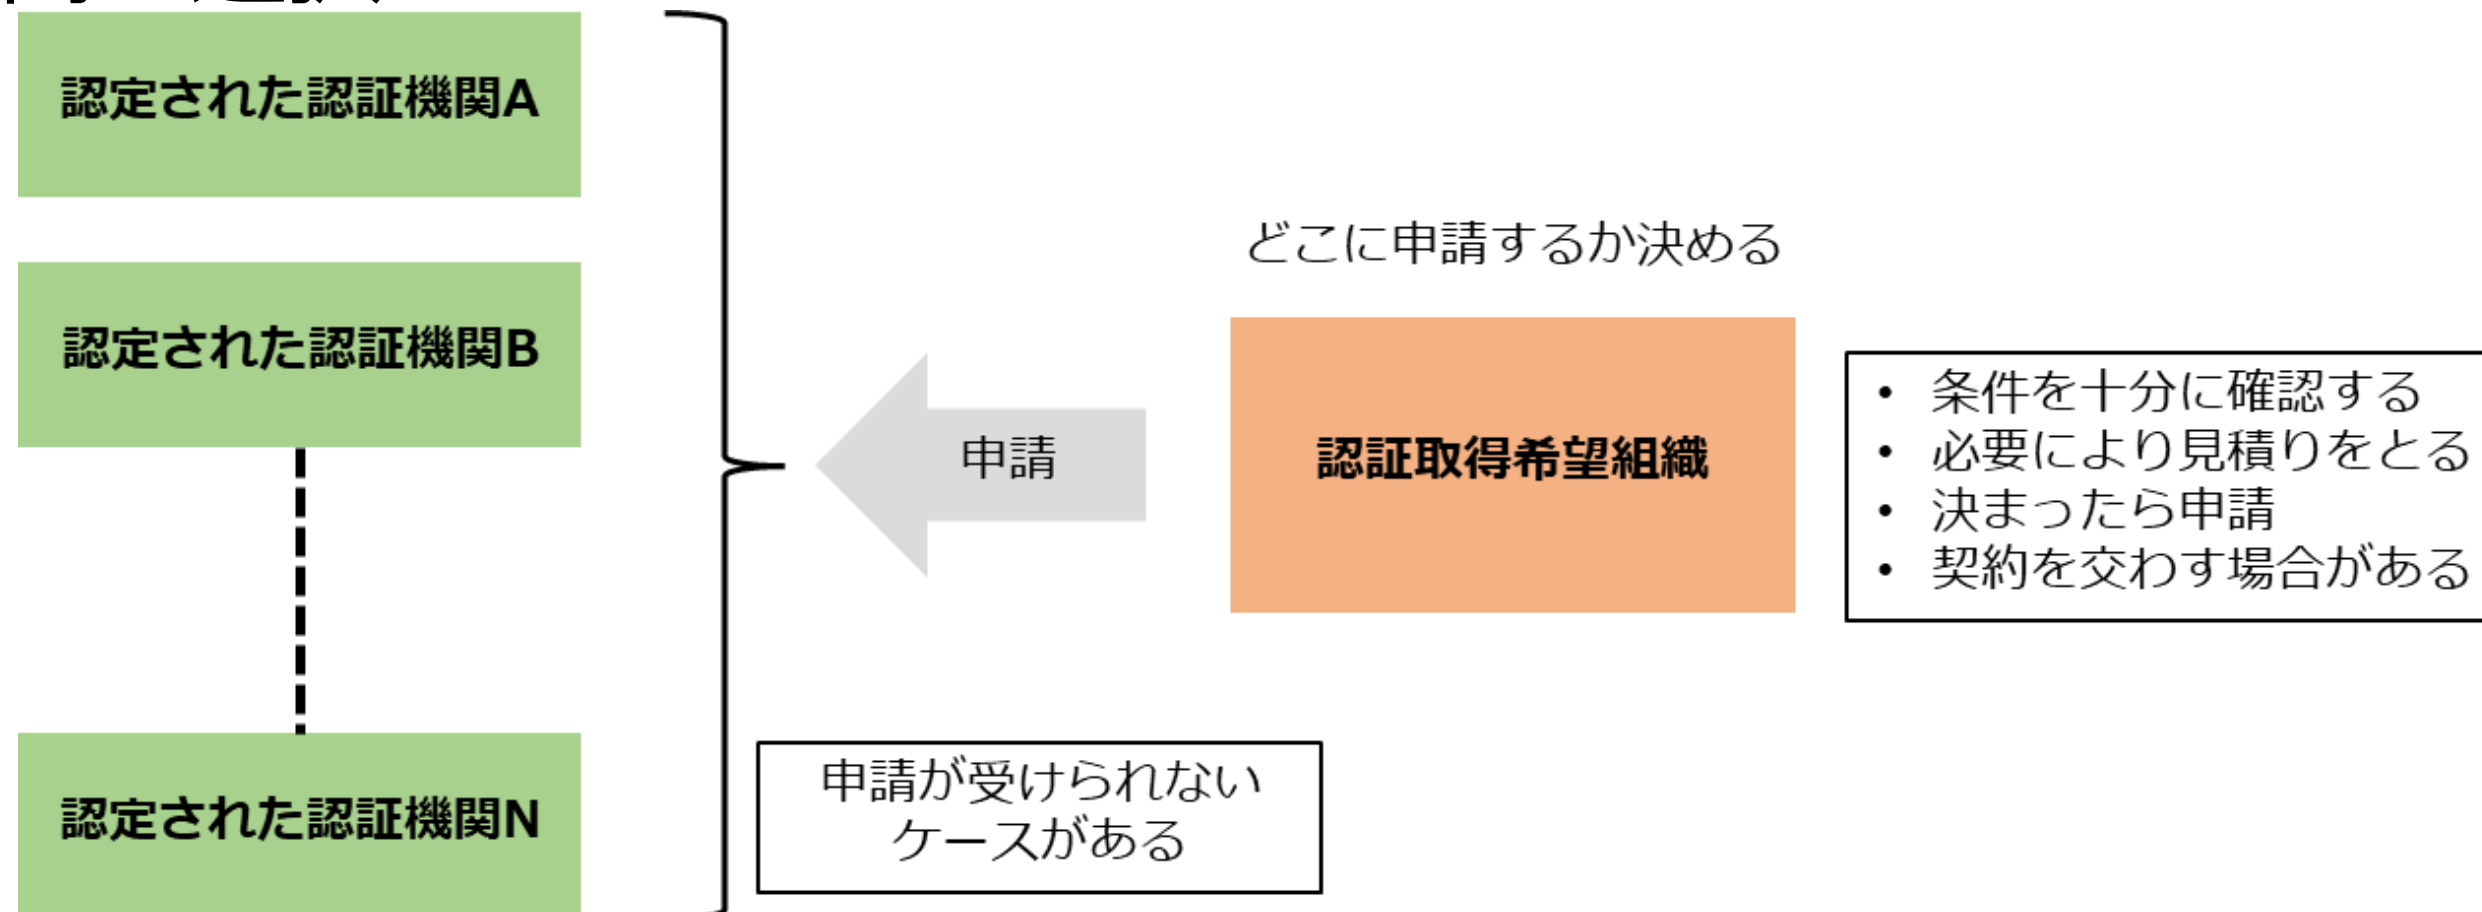 認定された認証機関A
認定された認証機関B
認定された認証機関N
申請
どこに申請するか決める
認証取得希望組織
• 条件を十分に確認する
• 必要により見積りをとる
• 決まったら申請
• 契約を交わす場合がある
申請が受けられない
ケースがある